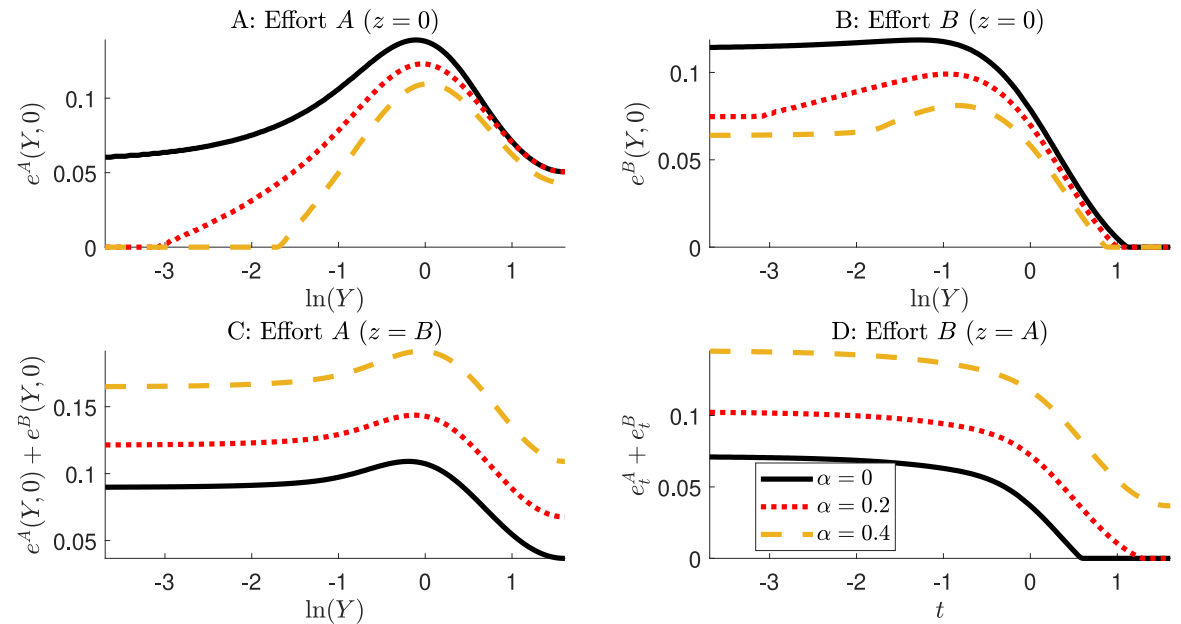 A: Effort A (z = 0)
e^A(Y, 0)
0.1
0.05
0
-3 -2 -1 0 1
ln(Y)
B: Effort B (z = 0)
e^B(Y, 0)
0.1
0.05
0
-3 -2 -1 0 1
ln(Y)
C: Effort A (z = B)
e^A(Y, 0) + e^B(Y, 0)
0.15
0.1
0.05
-3 -2 -1 0 1
ln(Y)
D: Effort B (z = A)
e_t^A + e_t^B
0.1
0.05
0
-3 -2 -1 0 1
t
α = 0
α = 0.2
α = 0.4